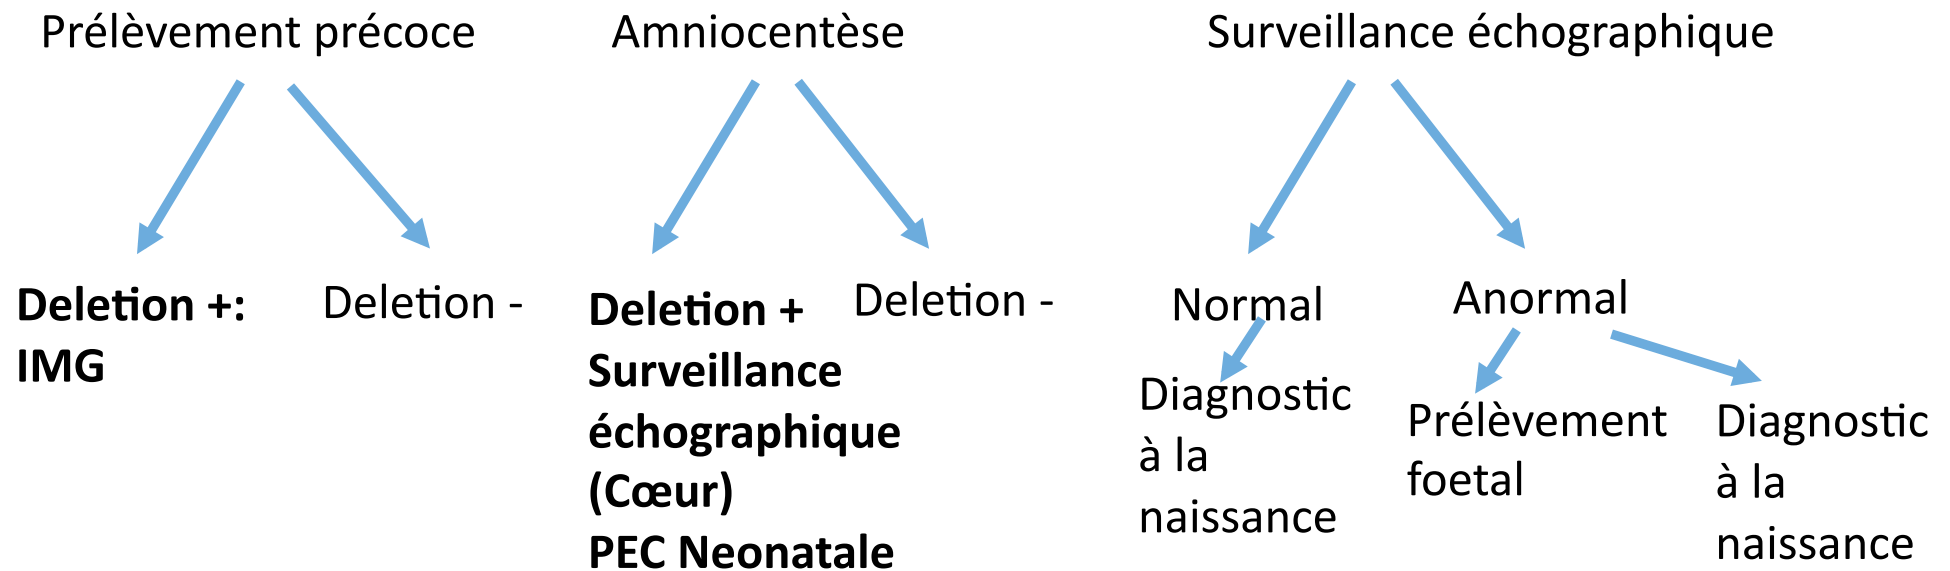 Prélèvement précoce
Amniocentèse
Surveillance échographique
Deletion +:
IMG
Deletion -
Deletion +
Surveillance
échographique
(Cœur)
PEC Neonatale
Deletion -
Normal
Anormal
Diagnostic
à la
naissance
Prélèvement
foetal
Diagnostic
à la
naissance